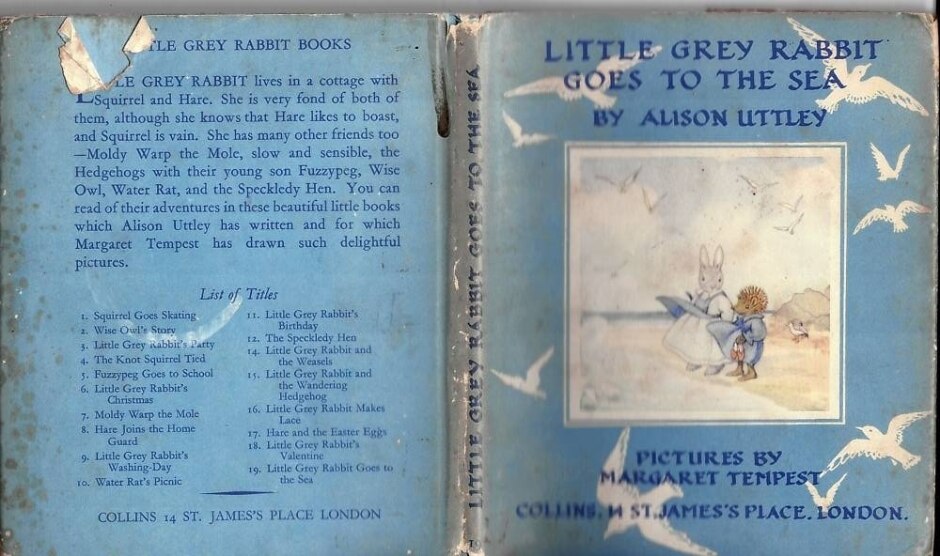 TLE GREY RABBIT BOOKS
L LE GREY RABBIT lives in a cottage with
Squirrel and Hare. She is very fond of both of
them, although she knows that Hare likes to boast,
and Squirrel is vain. She has many other friends too
—Moldy Warp the Mole, slow and sensible, the
Hedgehogs with their young son Fuzzypeg, Wise
Owl, Water Rat, and the Speckledy Hen. You can
read of their adventures in these beautiful little books
which Alison Uttley has written and for which
Margaret Tempest has drawn such delightful
pictures.
List of Titles
1. Squirrel Goes Skating
2. Wise Owl's Story
3. Little Grey Rabbit's Party
4. The Knot Squirrel Tied
5. Fuzzypeg Goes to School
6. Little Grey Rabbit's
Christmas
7. Moldy Warp the Mole
8. Hare Joins the Home
Guard
9. Little Grey Rabbit's
Washing-Day
10. Water Rat's Picnic
11. Little Grey Rabbit's
Birthday
12. The Speckledy Hen
14. Little Grey Rabbit and
the Weasels
15. Little Grey Rabbit and
the Wandering
Hedgehog
16. Little Grey Rabbit Makes
Lace
17. Hare and the Easter Eggs
18. Little Grey Rabbit's
Valentine
19. Little Grey Rabbit Goes to
the Sea
COLLINS 14 ST. JAMES'S PLACE LONDON
LITTLE GREY RABBIT GOES TO THE SEA
LITTLE GREY RABBIT
GOES TO THE SEA
BY ALISON UTTLEY
PICTURES BY
MARGARET TEMPEST
COLLINS. 14 ST. JAMES'S PLACE. LONDON.